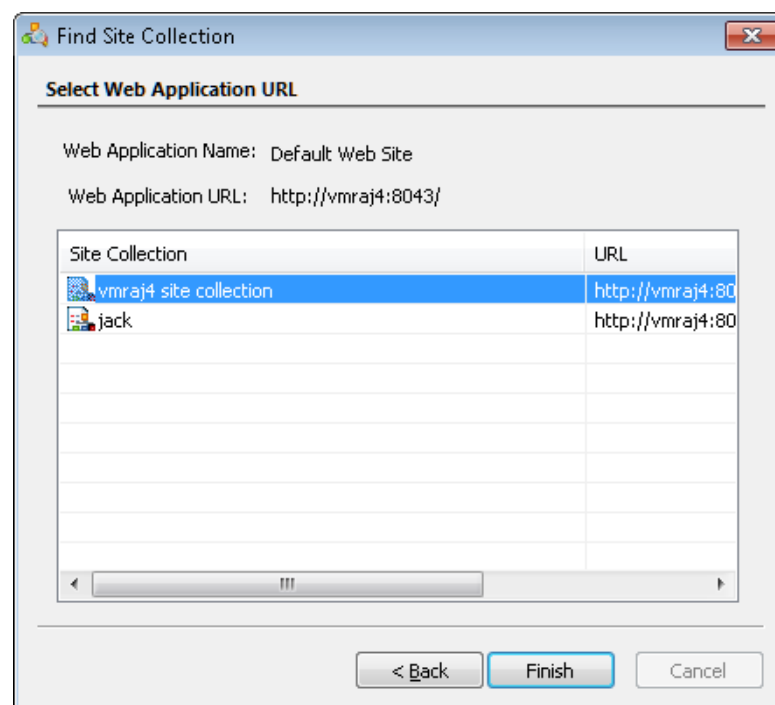 Find Site Collection
Select Web Application URL
Web Application Name: Default Web Site
Web Application URL: http://vmraj4:8043/
Site Collection URL
vmraj4 site collection http://vmraj4:80
jack http://vmraj4:80
< Back Finish Cancel